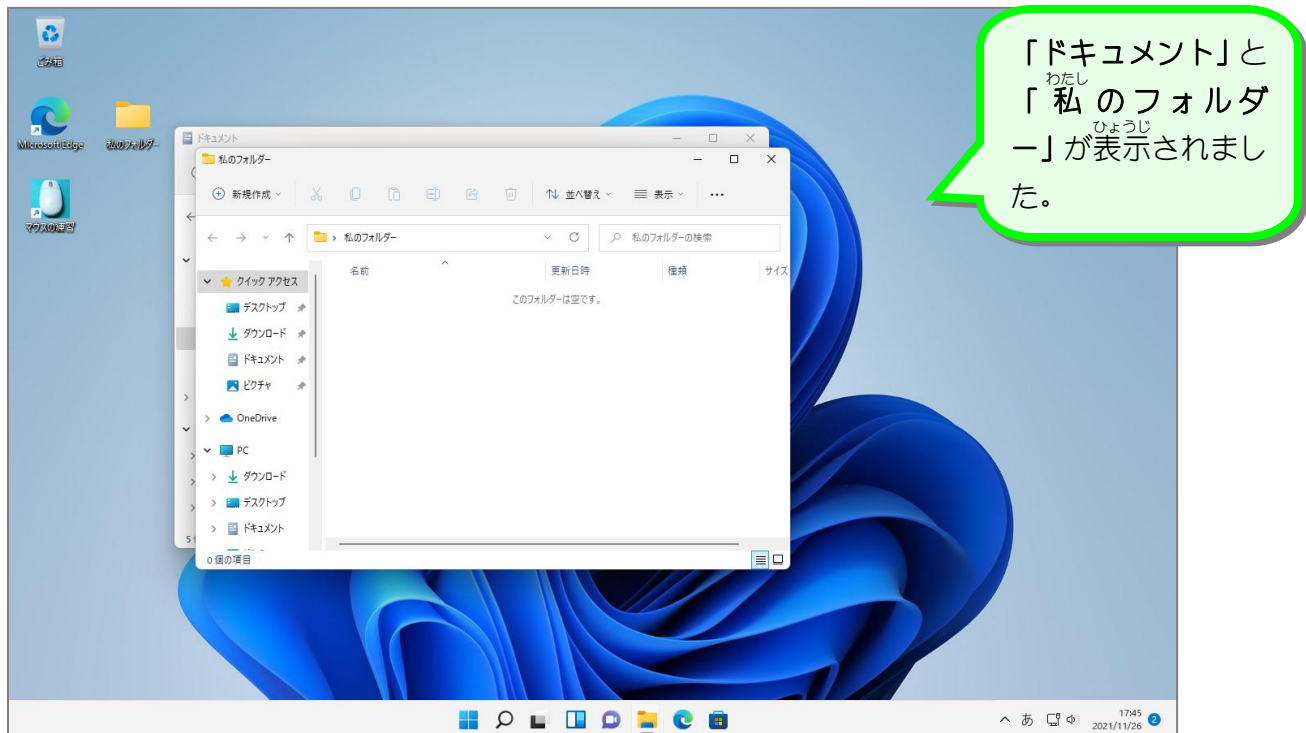 ごみ箱
Microsoft Edge
私のフォルダー
マウスの練習
ドキュメント
私のフォルダー
新規作成
並べ替え
表示
私のフォルダー
私のフォルダーの検索
名前
更新日時
種類
サイズ
このフォルダーは空です。
クイック アクセス
デスクトップ
ダウンロード
ドキュメント
ピクチャ
OneDrive
PC
ダウンロード
デスクトップ
ドキュメント
0 個の項目
「ドキュメント」と
わたし
「私のフォルダ
ひょうじ
ー」が表示されまし
た。
あ
17:45
2021/11/26
2